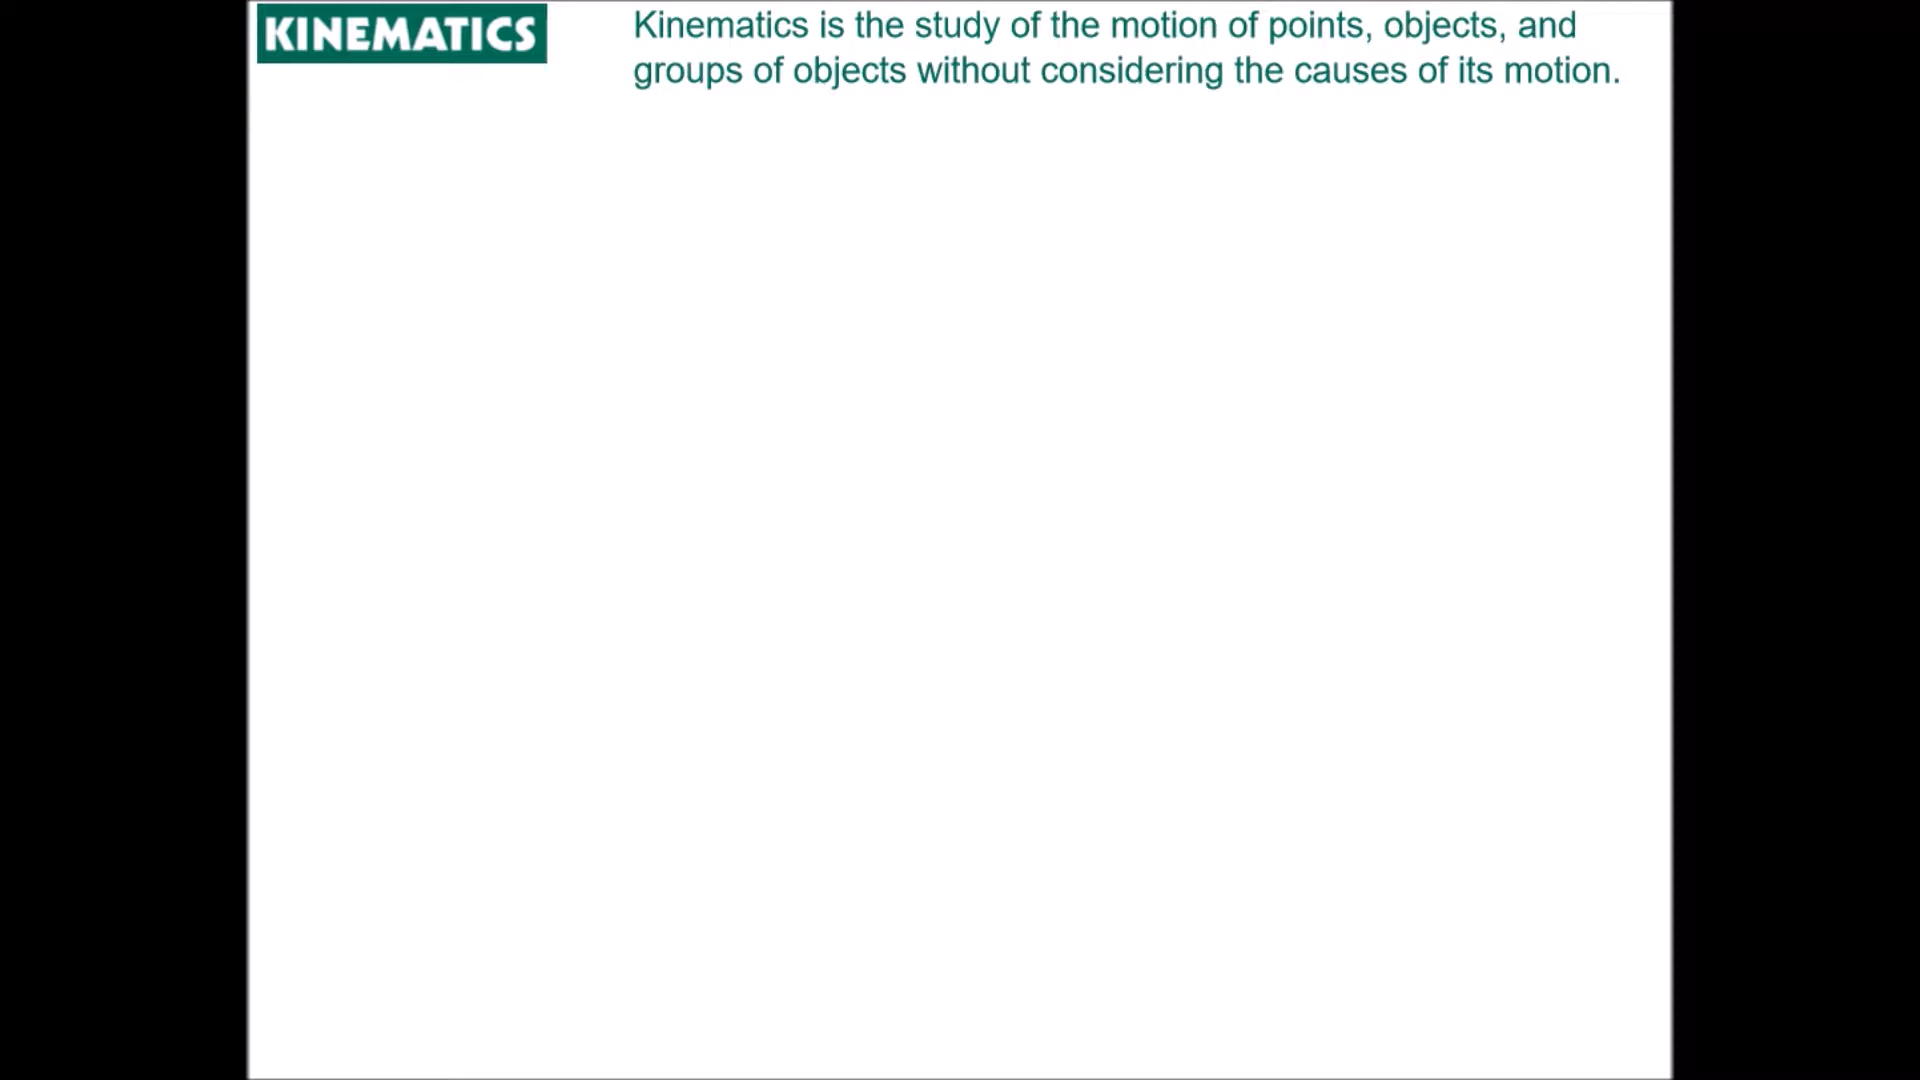 KINEMATICS
Kinematics is the study of the motion of points, objects, and
groups of objects without considering the causes of its motion.